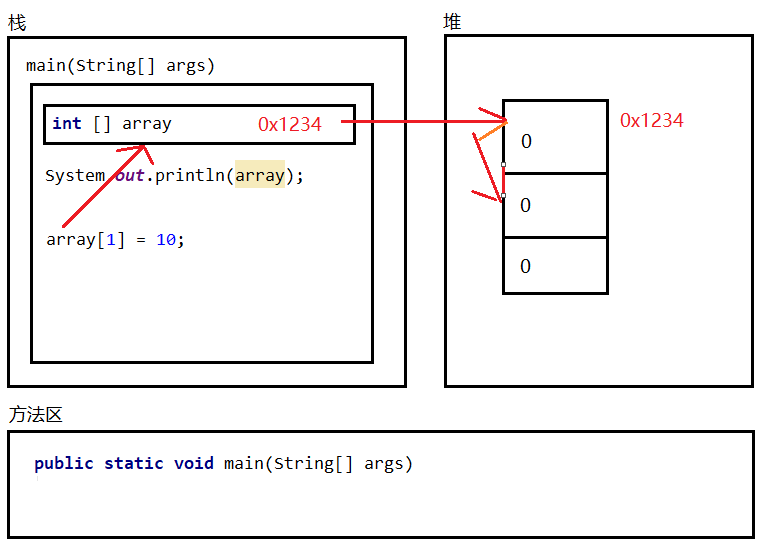 栈
main(String[] args)
int [] array 0x1234
System.out.println(array);
array[1] = 10;
堆
0x1234
0
0
0
方法区
public static void main(String[] args)